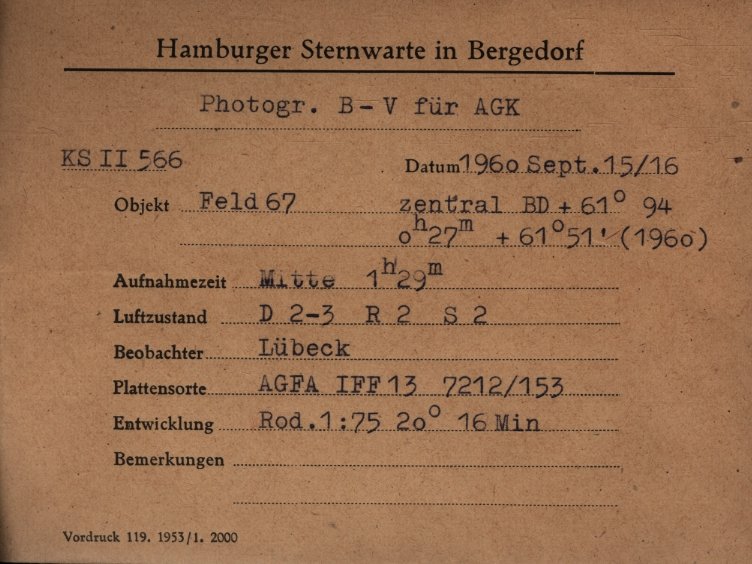 Hamburger Sternwarte in Bergedorf
Photogr. B-V für AGK
KS II 566 Datum 1960 Sept. 15/16
Objekt Feld 67 zentral BD + 61° 94
0h27m + 61°51' (1960)
Aufnahmezeit Mitte 1h29m
Luftzustand D 2-3 R 2 S 2
Beobachter Lübeck
Plattensorte AGFA IFF 13 7212/153
Entwicklung Rod. 1:75 20° 16 Min
Bemerkungen
Vordruck 119. 1953/1. 2000